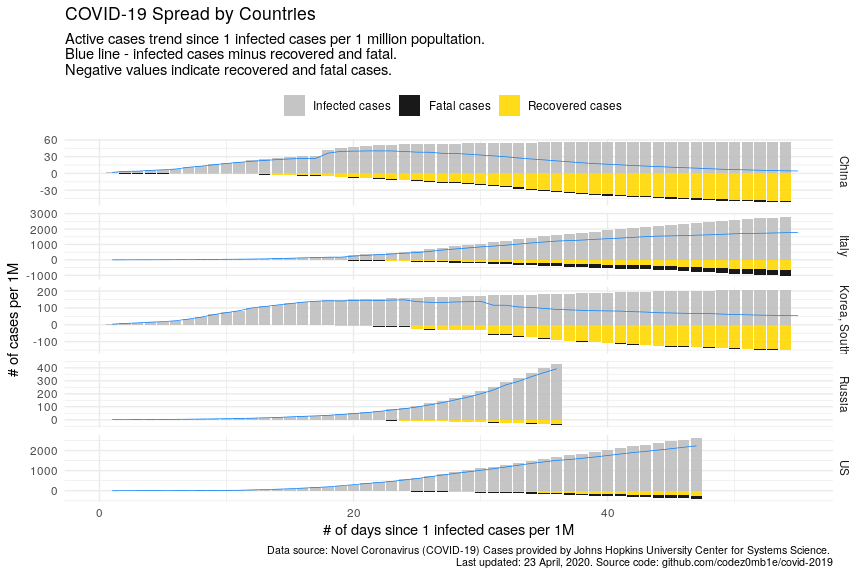 COVID-19 Spread by Countries
Active cases trend since 1 infected cases per 1 million popultation.
Blue line - infected cases minus recovered and fatal.
Negative values indicate recovered and fatal cases.
Infected cases Fatal cases Recovered cases
# of cases per 1M
60
30
0
-30
China
3000
2000
1000
0
-1000
Italy
200
100
0
-100
Korea, South
400
300
200
100
0
Russia
2000
1000
0
US
0 20 40
# of days since 1 infected cases per 1M
Data source: Novel Coronavirus (COVID-19) Cases provided by Johns Hopkins University Center for Systems Science.
Last updated: 23 April, 2020. Source code: github.com/codez0mb1e/covid-2019